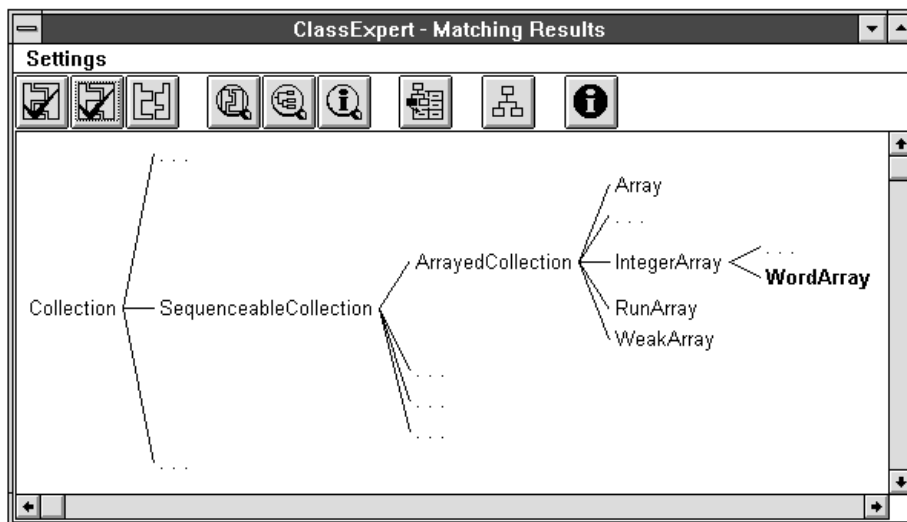 ClassExpert - Matching Results
Settings
. . .
Array
. . .
ArrayedCollection
IntegerArray
. . .
WordArray
Collection
SequenceableCollection
RunArray
WeakArray
. . .
. . .
. . .
. . .